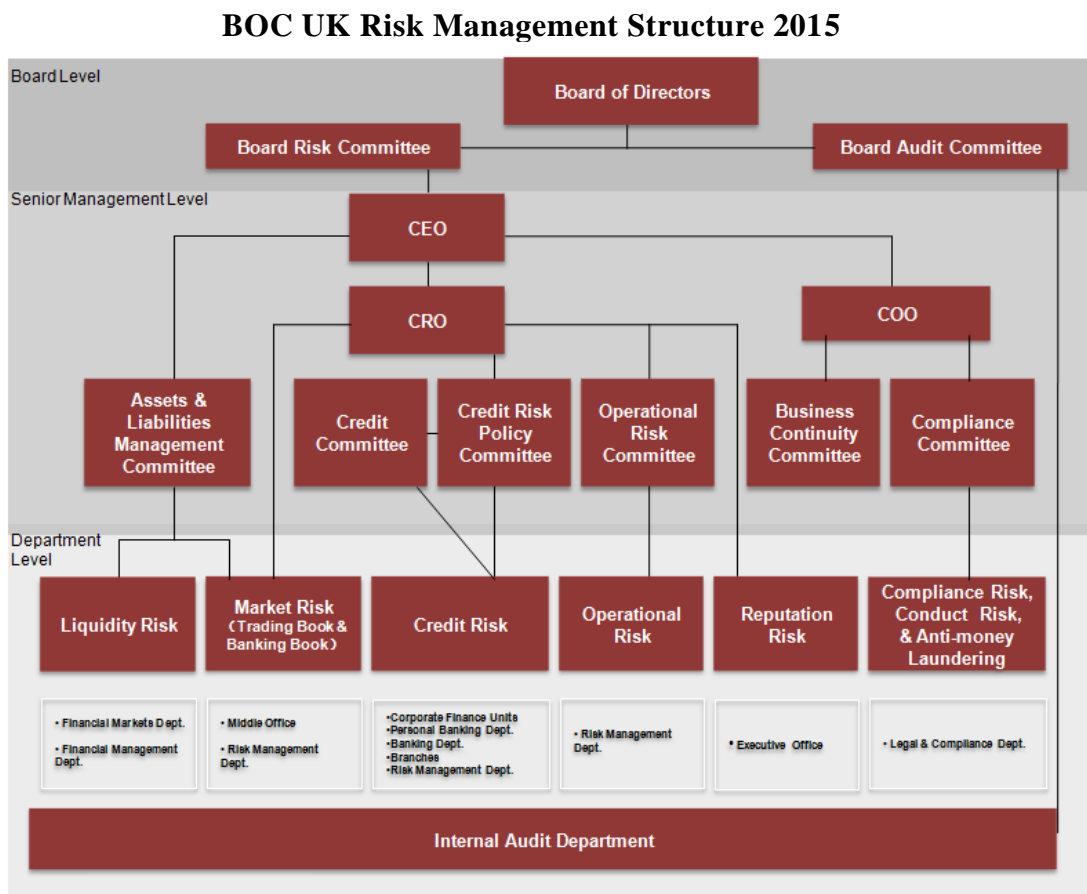 BOC UK Risk Management Structure 2015
Board Level
Board of Directors
Board Risk Committee
Board Audit Committee
Senior Management Level
CEO
CRO
COO
Assets &
Liabilities
Management
Committee
Credit
Committee
Credit Risk
Policy
Committee
Operational
Risk
Committee
Business
Continuity
Committee
Compliance
Committee
Department
Level
Liquidity Risk
Market Risk
(Trading Book &
Banking Book)
Credit Risk
Operational
Risk
Reputation
Risk
Compliance Risk,
Conduct Risk,
& Anti-money
Laundering
• Financial Markets Dept.
• Financial Management
Dept.
• Middle Office
• Risk Management
Dept.
•Corporate Finance Units
•Personal Banking Dept.
•Banking Dept.
•Branches
•Risk Management Dept.
• Risk Management
Dept.
• Executive Office
• Legal & Compliance Dept.
Internal Audit Department